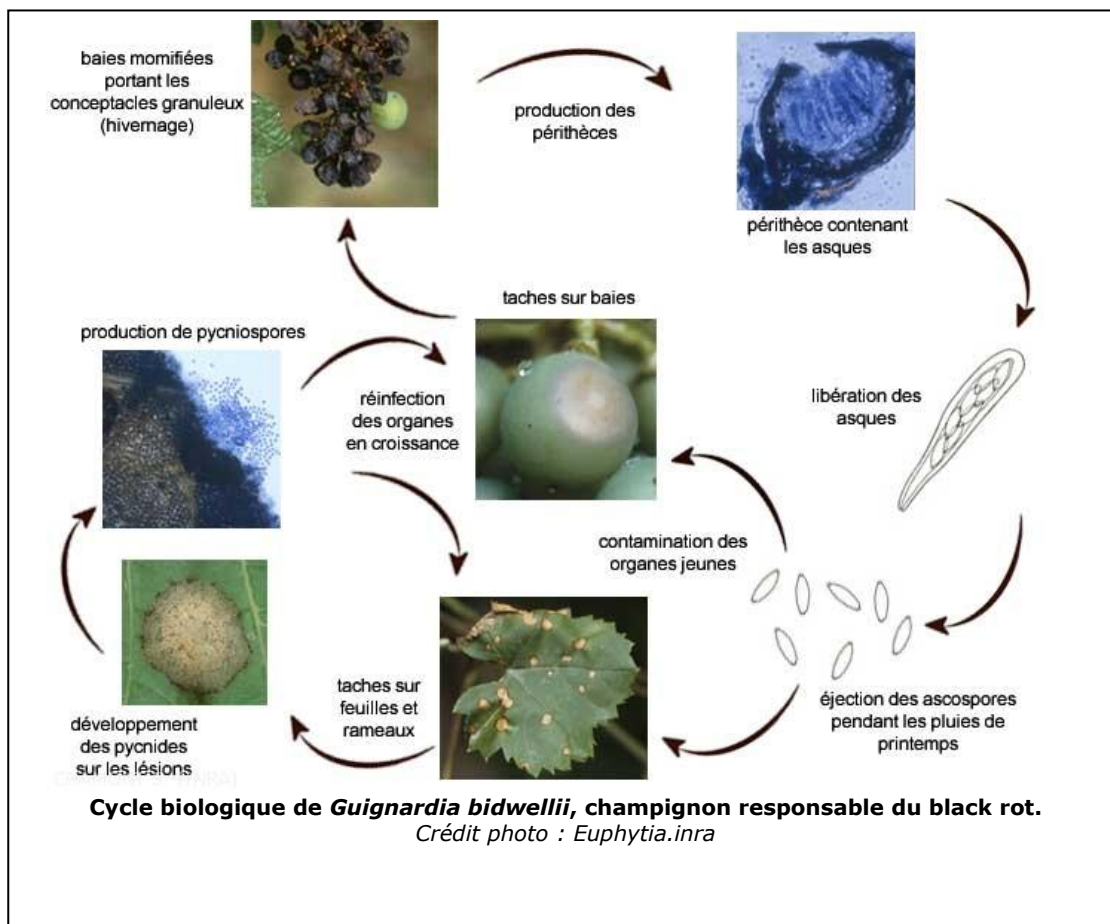 baies momifiées
portant les
conceptacles granuleux
(hivernage)
production des
périthèces
périthèce contenant
les asques
taches sur baies
production de pycniospores
réinfection
des organes
en croissance
libération des
asques
contamination des
organes jeunes
taches sur
feuilles et
rameaux
éjection des ascospores
pendant les pluies de
printemps
développement
des pycnides
sur les lésions
Cycle biologique de Guignardia bidwellii, champignon responsable du black rot.
Crédit photo : Euphytia.inra